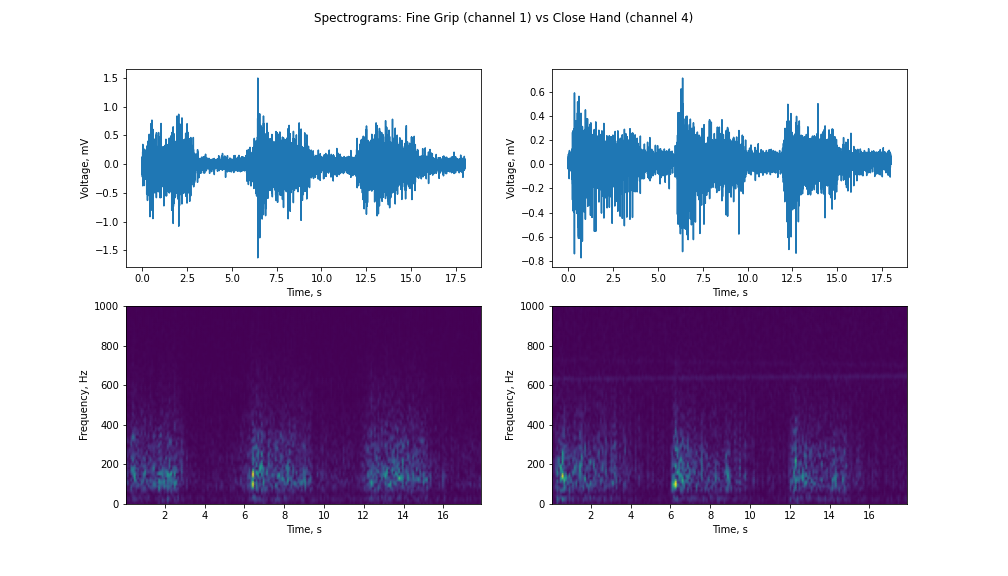 Spectrograms: Fine Grip (channel 1) vs Close Hand (channel 4)
1.5
1.0
0.5
0.0
−0.5
−1.0
−1.5
Voltage, mV
0.0 2.5 5.0 7.5 10.0 12.5 15.0 17.5
Time, s
0.6
0.4
0.2
0.0
−0.2
−0.4
−0.6
−0.8
Voltage, mV
0.0 2.5 5.0 7.5 10.0 12.5 15.0 17.5
Time, s
1000
800
600
400
200
0
Frequency, Hz
2 4 6 8 10 12 14 16
Time, s
1000
800
600
400
200
0
Frequency, Hz
2 4 6 8 10 12 14 16
Time, s